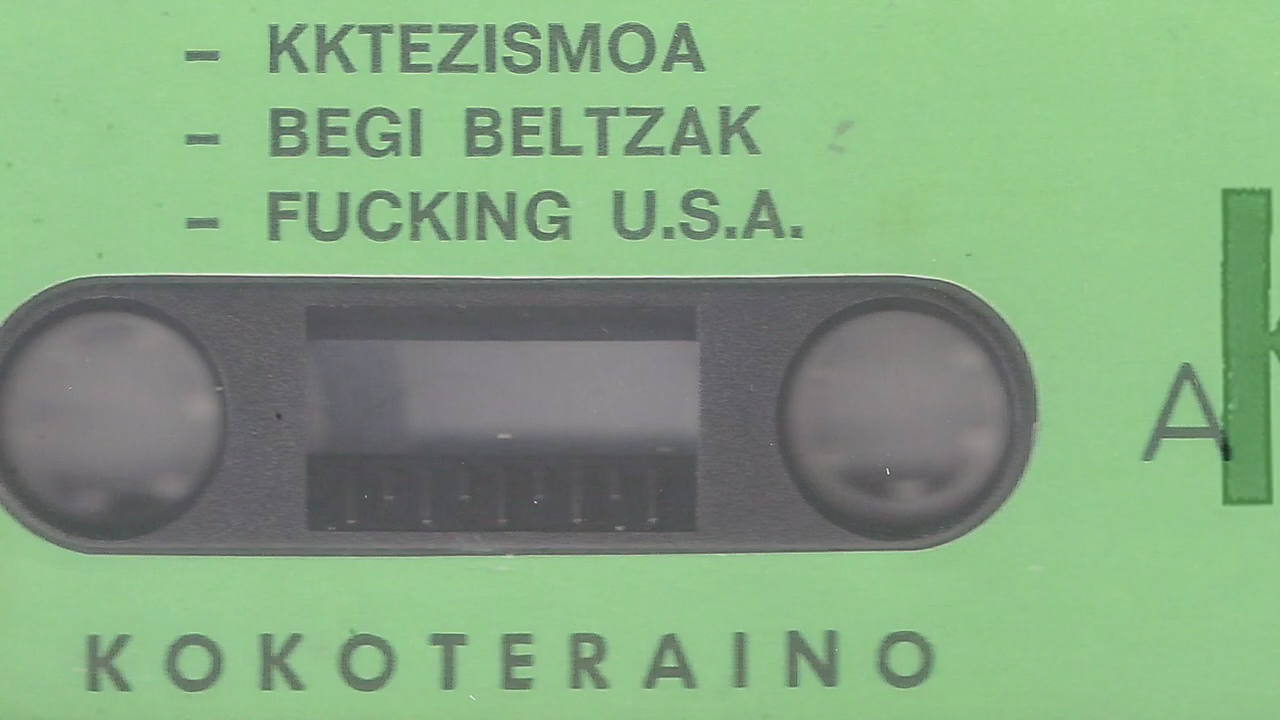 - KKTEZISMOA
- BEGI BELTZAK
- FUCKING U.S.A.
A
KOKOTERAINO